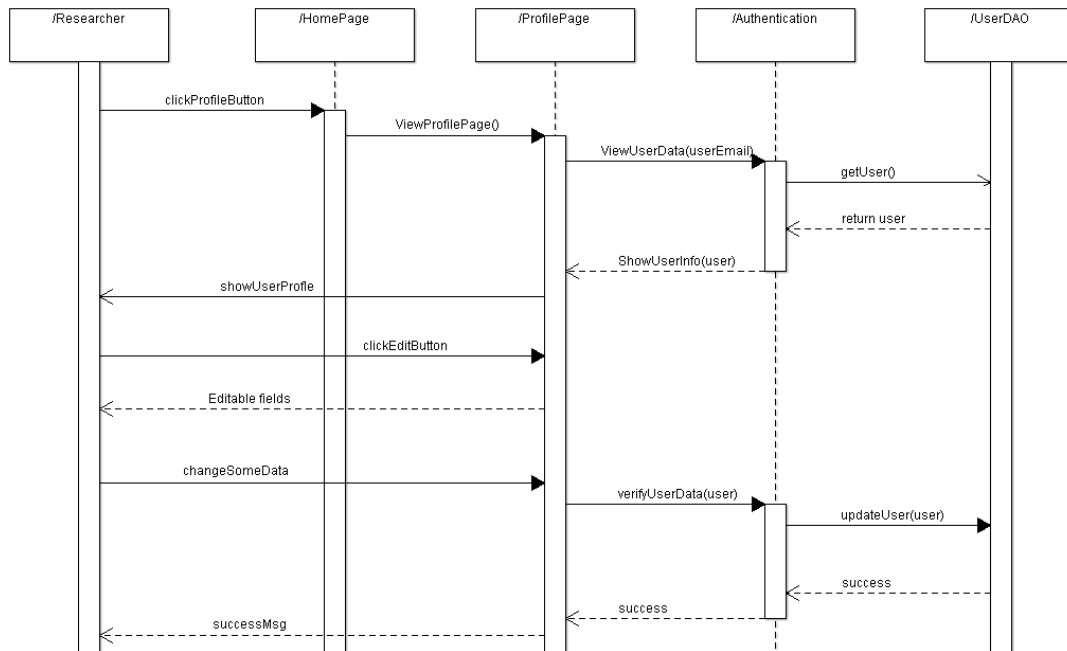 /Researcher
/HomePage
/ProfilePage
/Authentication
/UserDAO
clickProfileButton
ViewProfilePage()
ViewUserData(userEmail)
getUser()
return user
ShowUserInfo(user)
showUserProfle
clickEditButton
Editable fields
changeSomeData
verifyUserData(user)
updateUser(user)
success
success
successMsg